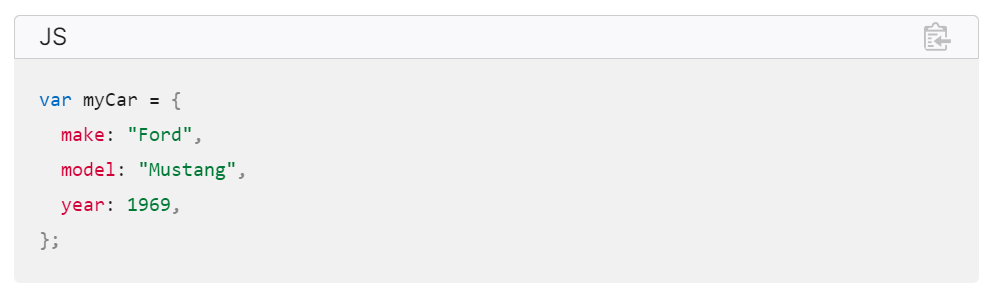 JS
var myCar = {
  make: "Ford",
  model: "Mustang",
  year: 1969,
};